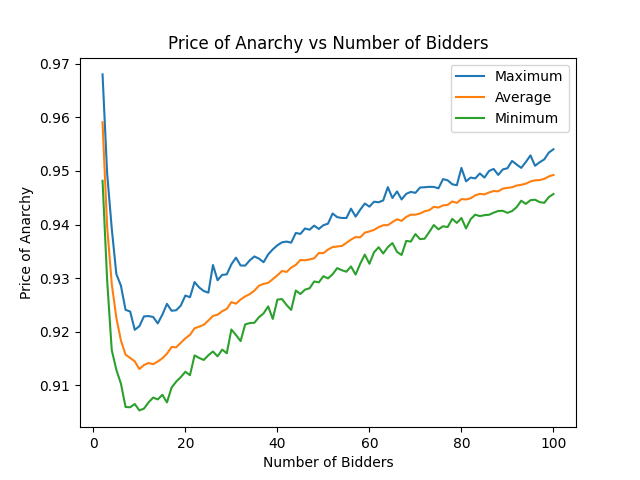 Price of Anarchy vs Number of Bidders
0.97
0.96
0.95
0.94
0.93
0.92
0.91
Price of Anarchy
Maximum
Average
Minimum
0
20
40
60
80
100
Number of Bidders